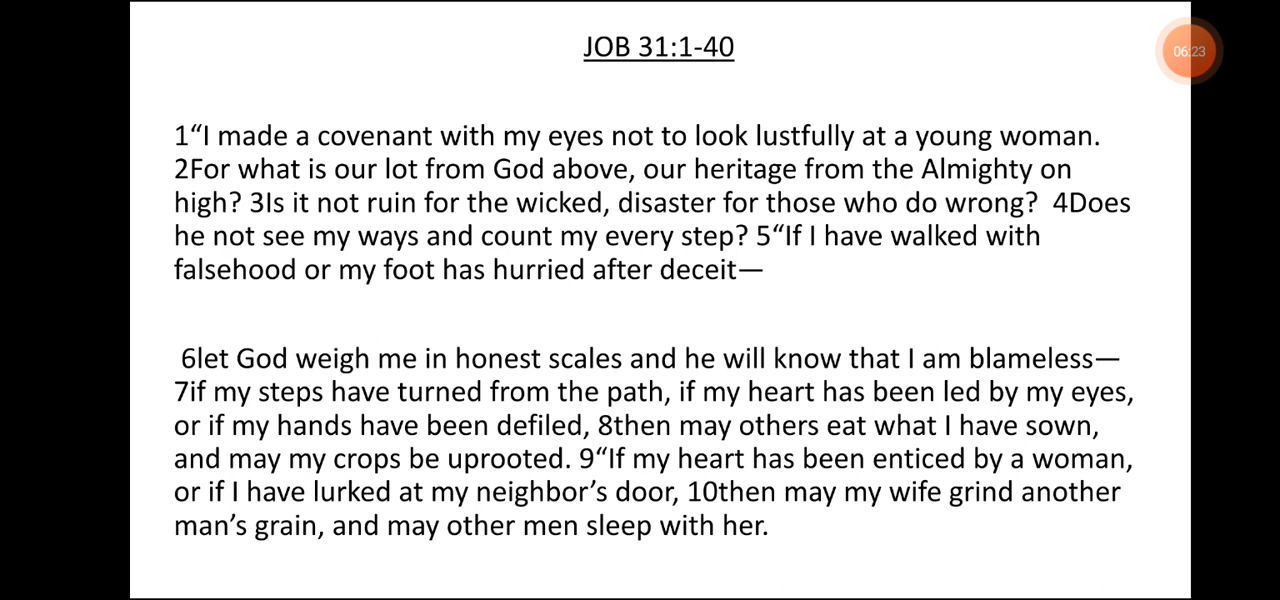 JOB 31:1-40
06:23
1“I made a covenant with my eyes not to look lustfully at a young woman.
2For what is our lot from God above, our heritage from the Almighty on
high? 3Is it not ruin for the wicked, disaster for those who do wrong?  4Does
he not see my ways and count my every step? 5“If I have walked with
falsehood or my foot has hurried after deceit—
6let God weigh me in honest scales and he will know that I am blameless—
7if my steps have turned from the path, if my heart has been led by my eyes,
or if my hands have been defiled, 8then may others eat what I have sown,
and may my crops be uprooted. 9“If my heart has been enticed by a woman,
or if I have lurked at my neighbor’s door, 10then may my wife grind another
man’s grain, and may other men sleep with her.